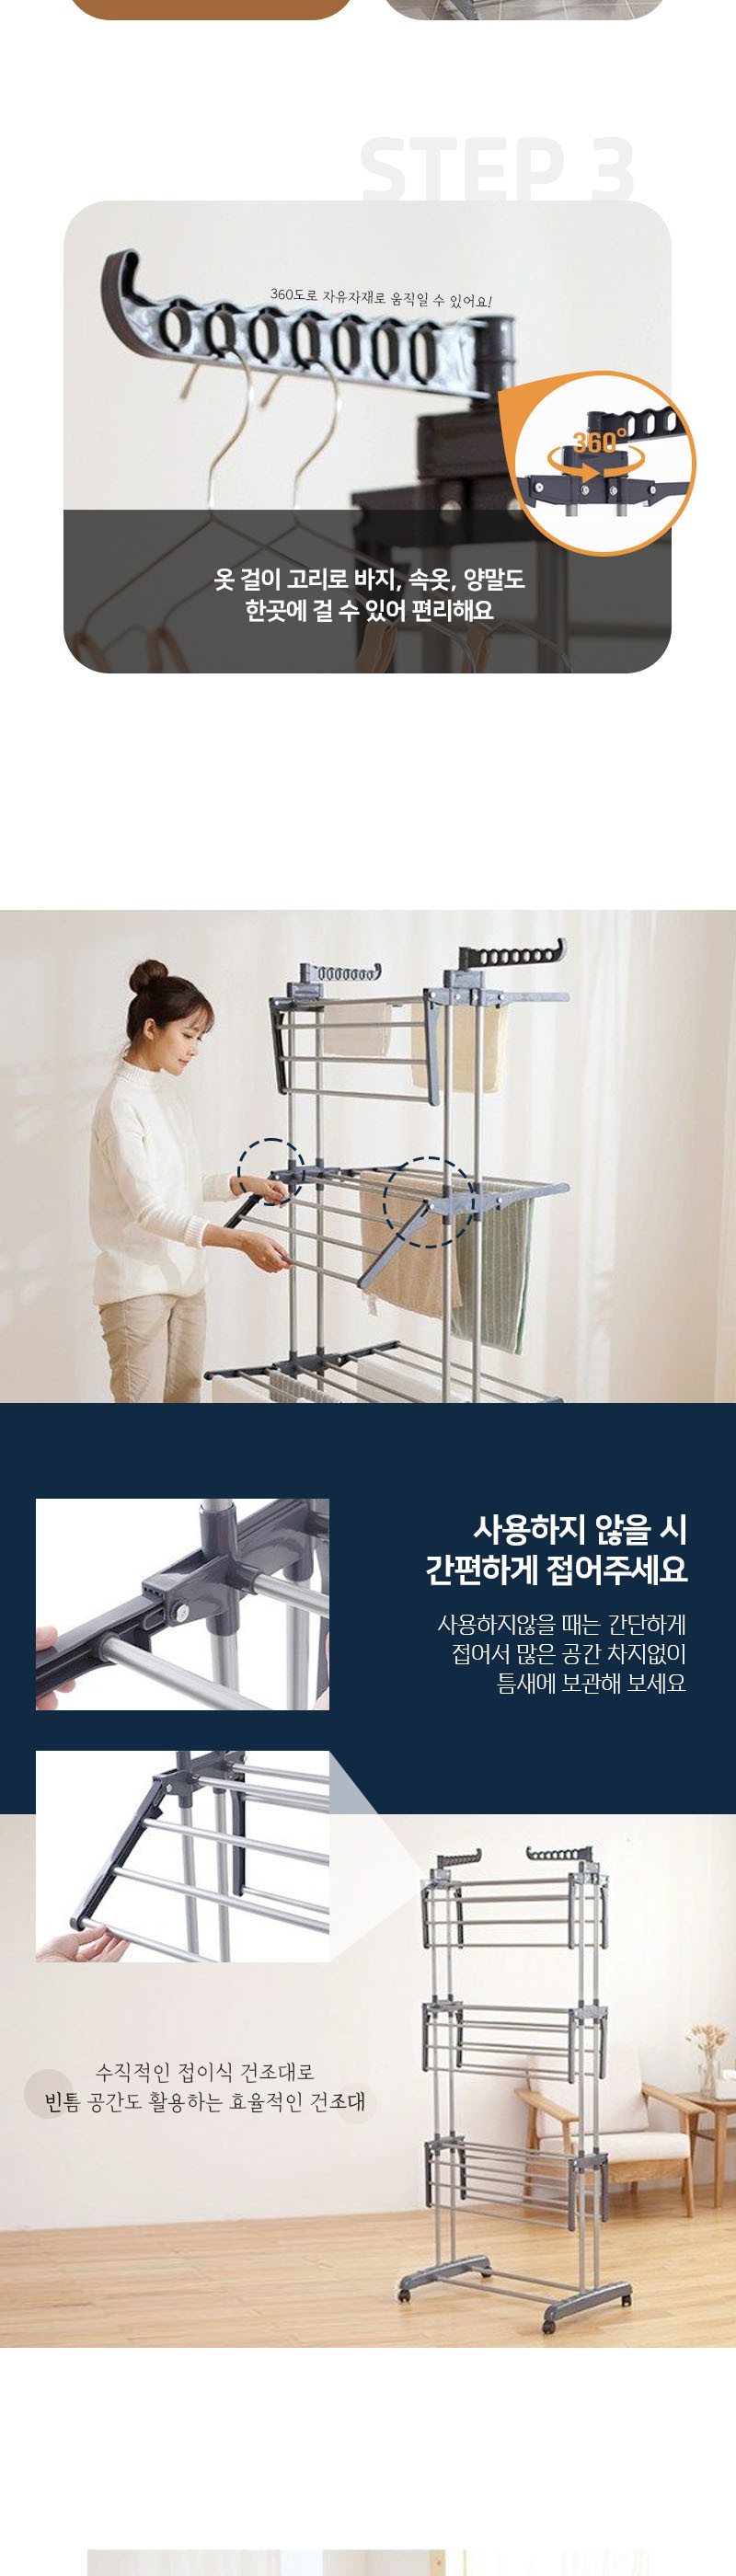 STEP 3
360도로 자유자재로 움직일 수 있어요!
360°
옷 걸이 고리로 바지, 속옷, 양말도
한곳에 걸 수 있어 편리해요
사용하지 않을 시
간편하게 접어주세요
사용하지않을 때는 간단하게
접어서 많은 공간 차지없이
틈새에 보관해 보세요
수직적인 접이식 건조대로
빈틈 공간도 활용하는 효율적인 건조대